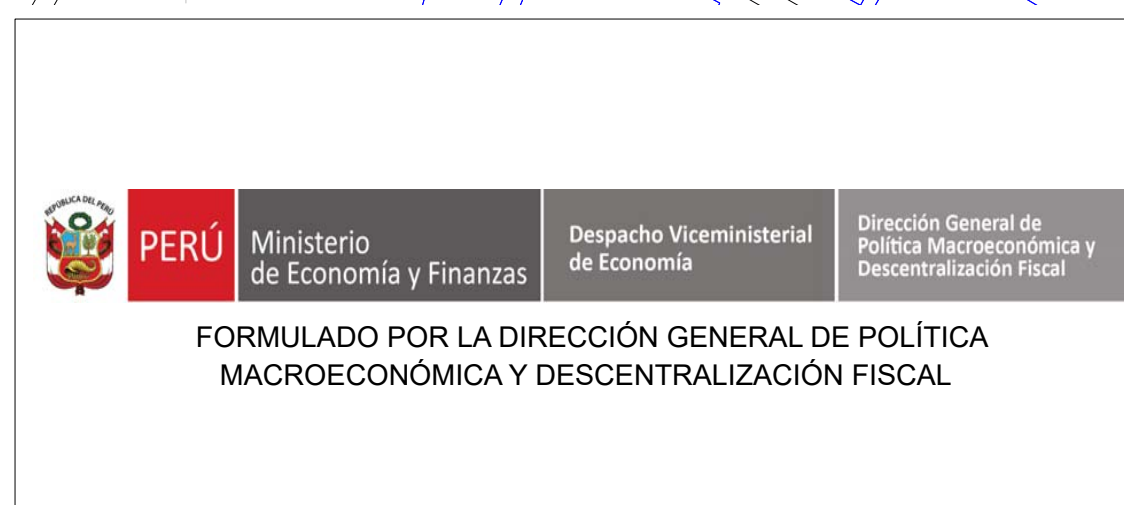 REPÚBLICA DEL PERÚ
PERÚ
Ministerio
de Economía y Finanzas
Despacho Viceministerial
de Economía
Dirección General de
Política Macroeconómica y
Descentralización Fiscal
FORMULADO POR LA DIRECCIÓN GENERAL DE POLÍTICA
MACROECONÓMICA Y DESCENTRALIZACIÓN FISCAL